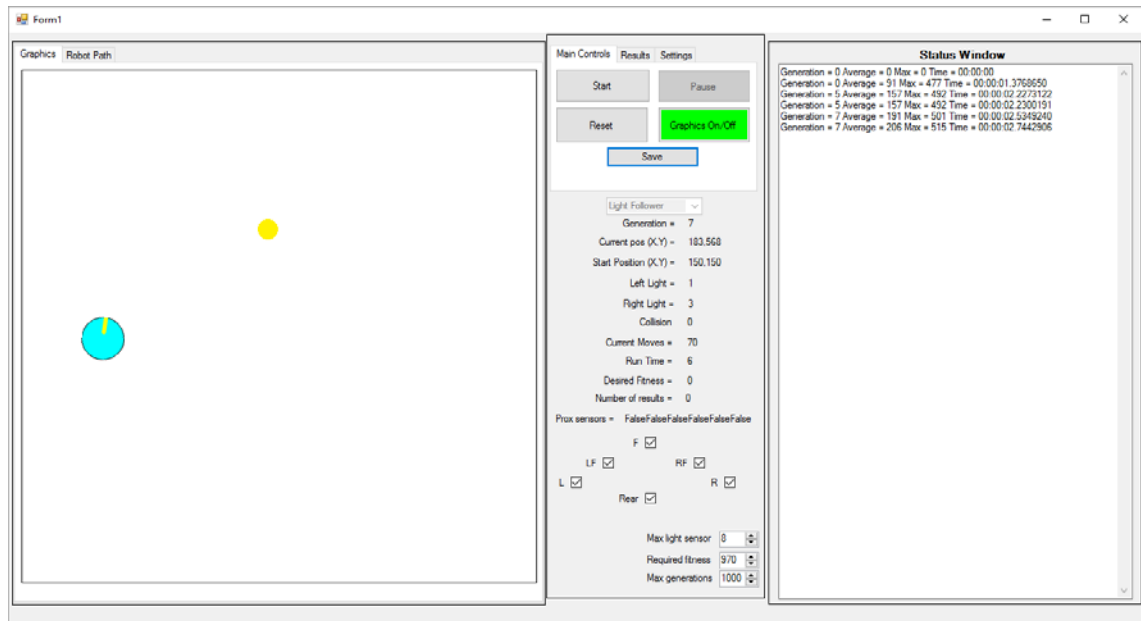 Form1
Graphics Robot Path
Main Controls Results Settings
Start Pause
Reset Graphics On/Off
Save
Light Follower
Generation = 7
Current pos (X,Y) = 183,568
Start Position (X,Y) = 150,150
Left Light = 1
Right Light = 3
Collision 0
Current Moves = 70
Run Time = 6
Desired Fitness = 0
Number of results = 0
Prox sensors = FalseFalseFalseFalseFalseFalse
F
LF RF
L R
Rear
Max light sensor 8
Required fitness 970
Max generations 1000
Status Window
Generation = 0 Average = 0 Max = 0 Time = 00:00:00
Generation = 0 Average = 91 Max = 477 Time = 00:00:01.3768650
Generation = 5 Average = 157 Max = 492 Time = 00:00:02.2273122
Generation = 5 Average = 157 Max = 492 Time = 00:00:02.2300191
Generation = 7 Average = 191 Max = 501 Time = 00:00:02.5349240
Generation = 7 Average = 206 Max = 515 Time = 00:00:02.7442906